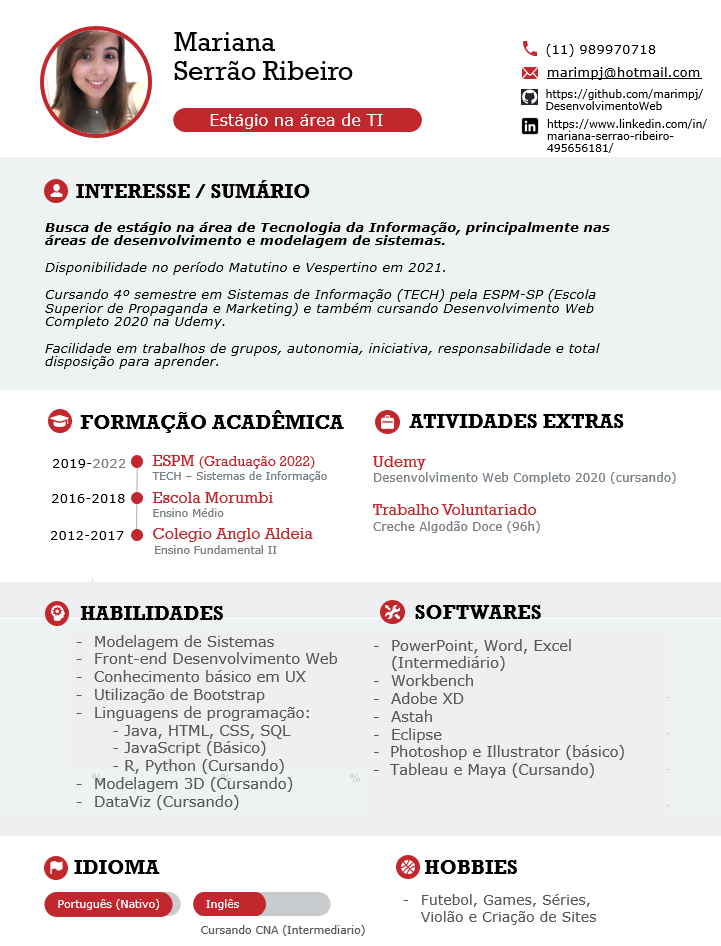 Mariana
Serrão Ribeiro
Estágio na área de TI
(11) 989970718
marimpj@hotmail.com
https://github.com/marimpj/
DesenvolvimentoWeb
https://www.linkedin.com/in/
mariana-serrao-ribeiro-
495656181/
INTERESSE / SUMÁRIO
Busca de estágio na área de Tecnologia da Informação, principalmente nas
áreas de desenvolvimento e modelagem de sistemas.
Disponibilidade no período Matutino e Vespertino em 2021.
Cursando 4º semestre em Sistemas de Informação (TECH) pela ESPM-SP (Escola
Superior de Propaganda e Marketing) e também cursando Desenvolvimento Web
Completo 2020 na Udemy.
Facilidade em trabalhos de grupos, autonomia, iniciativa, responsabilidade e total
disposição para aprender.
FORMAÇÃO ACADÊMICA
2019-2022 ESPM (Graduação 2022)
TECH – Sistemas de Informação
2016-2018 Escola Morumbi
Ensino Médio
2012-2017 Colegio Anglo Aldeia
Ensino Fundamental II
ATIVIDADES EXTRAS
Udemy
Desenvolvimento Web Completo 2020 (cursando)
Trabalho Voluntariado
Creche Algodão Doce (96h)
HABILIDADES
- Modelagem de Sistemas
- Front-end Desenvolvimento Web
- Conhecimento básico em UX
- Utilização de Bootstrap
- Linguagens de programação:
- Java, HTML, CSS, SQL
- JavaScript (Básico)
- R, Python (Cursando)
% % %
- Modelagem 3D (Cursando)
- DataViz (Cursando)
SOFTWARES
- PowerPoint, Word, Excel
(Intermediário)
- Workbench
- Adobe XD
- Astah
- Eclipse
- Photoshop e Illustrator (básico)
- Tableau e Maya (Cursando)
IDIOMA
Português (Nativo)
Inglês
Cursando CNA (Intermediario)
HOBBIES
- Futebol, Games, Séries,
Violão e Criação de Sites